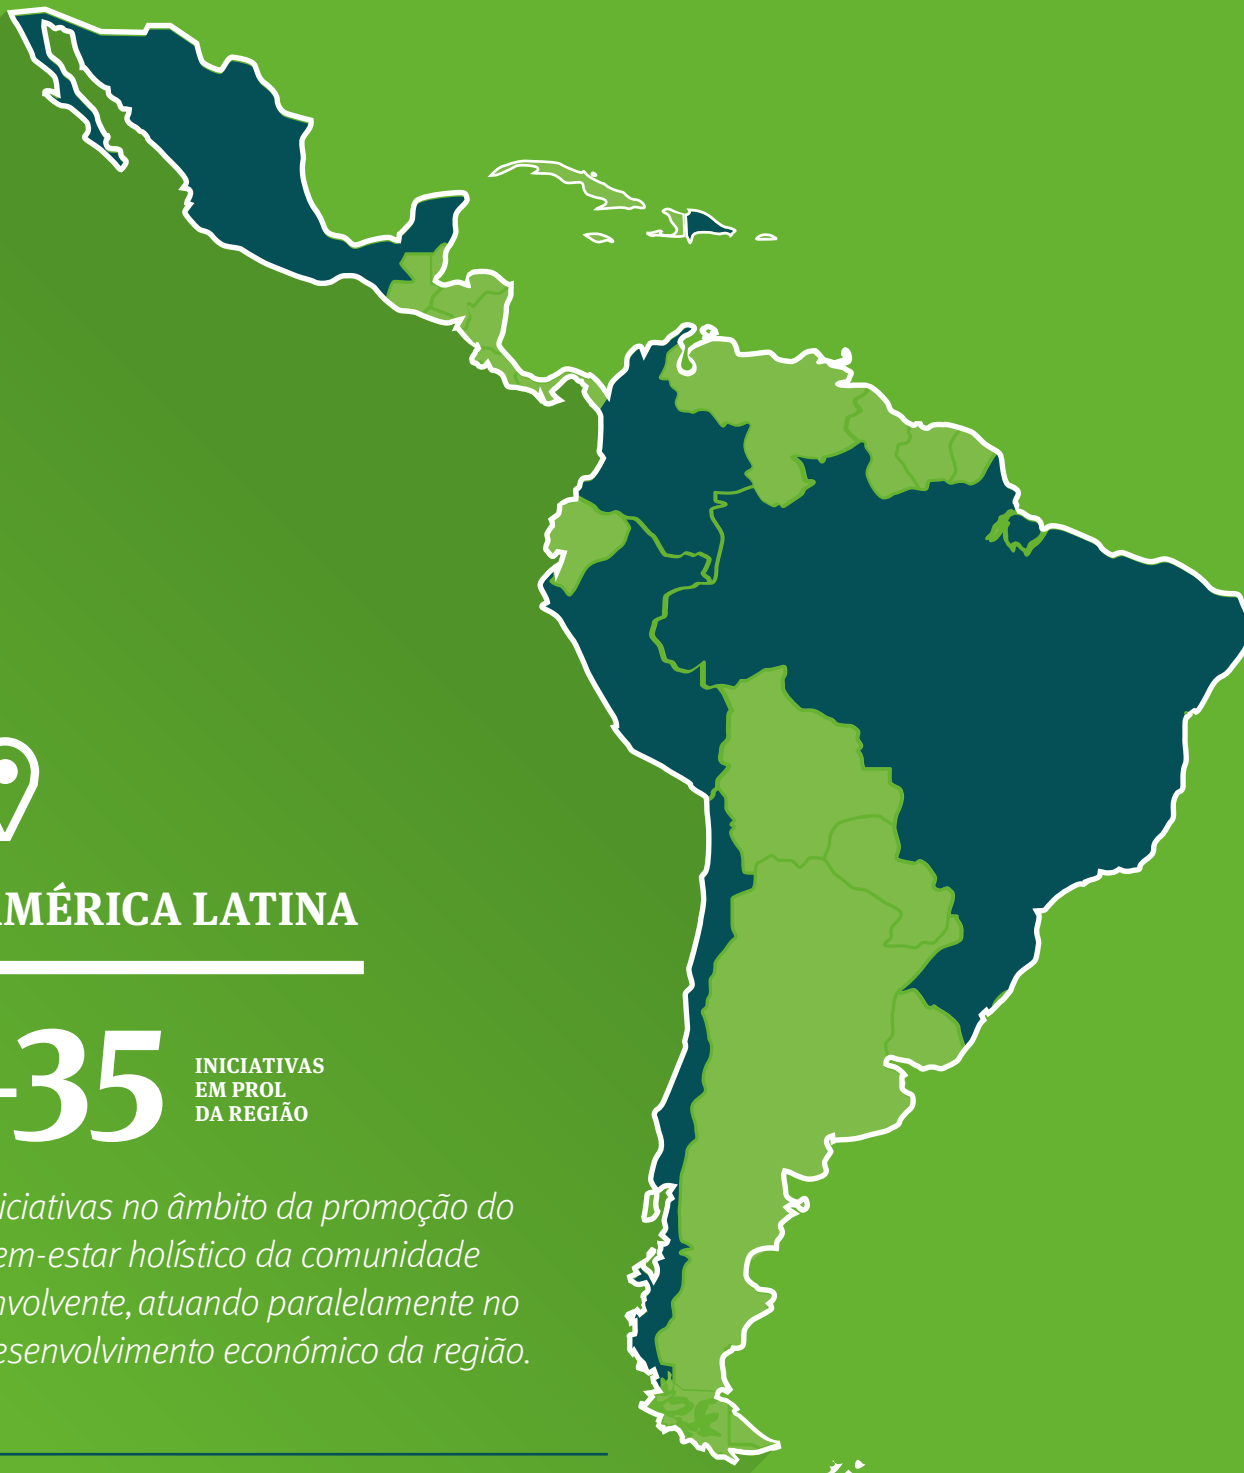 MÉRICA LATINA
35
INICIATIVAS
EM PROL
DA REGIÃO
iciativas no âmbito da promoção do
em-estar holístico da comunidade
nvolvente, atuando paralelamente no
esenvolvimento económico da região.